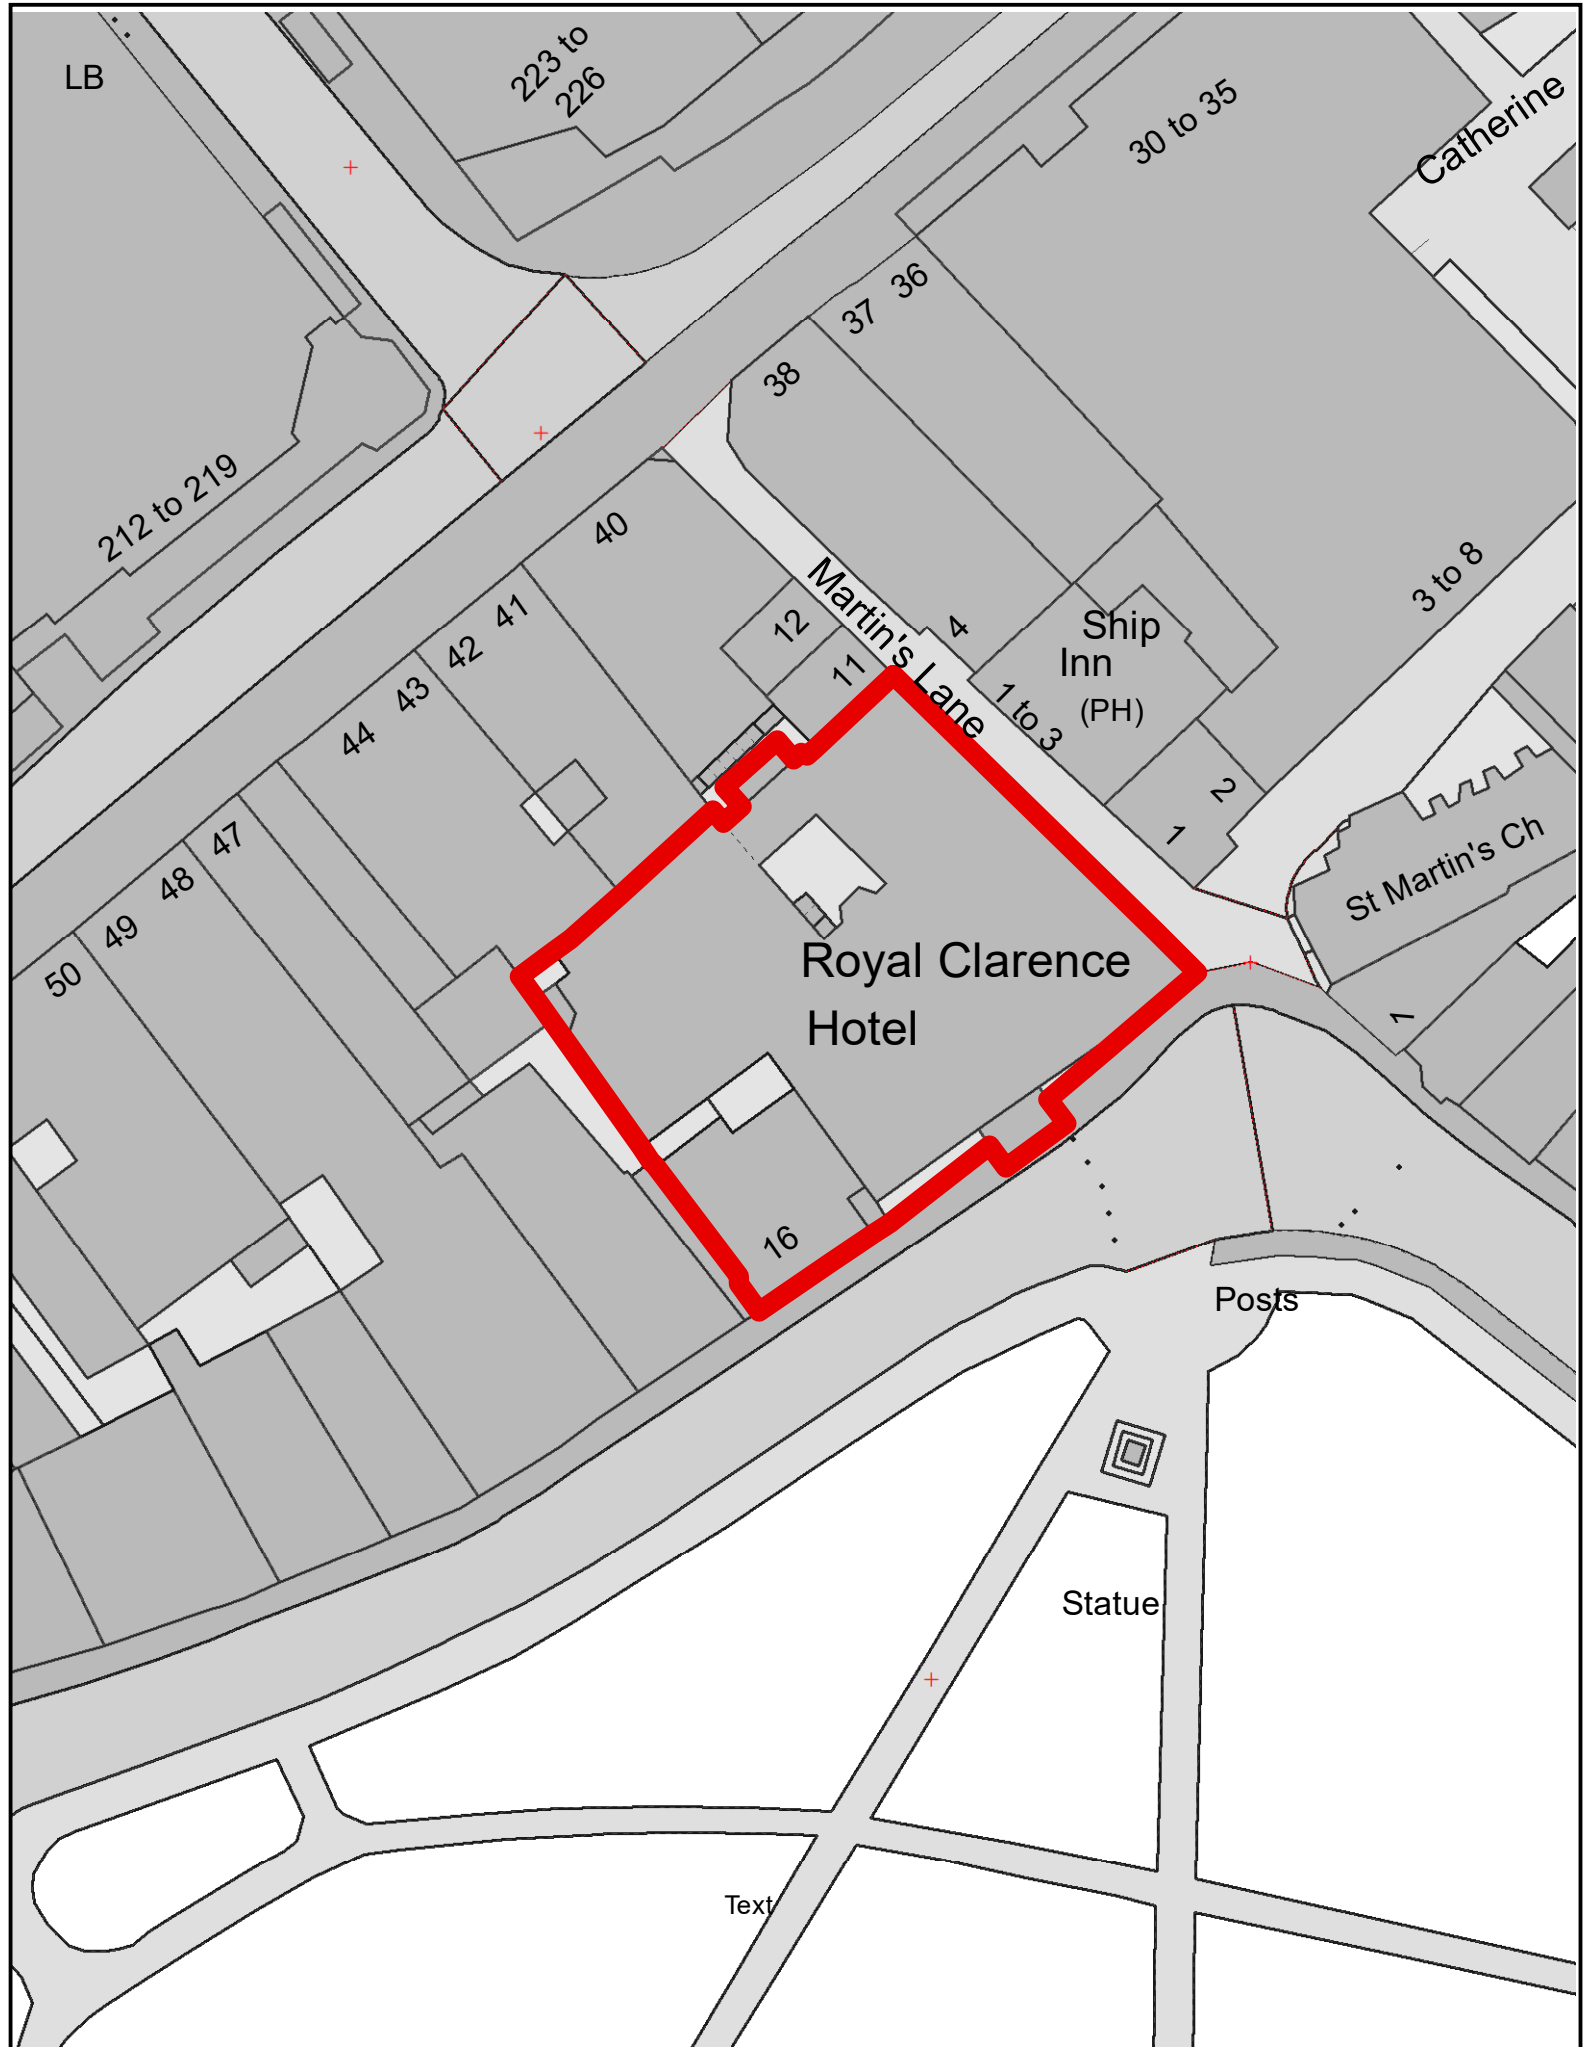 LB
223 to
226
30 to 35
Catherine
36
37
38
212 to 219
40
41
42
43
44
47
48
49
50
12
11
Martin's Lane
4
Ship
Inn
(PH)
1 to 3
3 to 8
2
1
St Martin's Ch
Royal Clarence
Hotel
1
16
Posts
Statue
Text